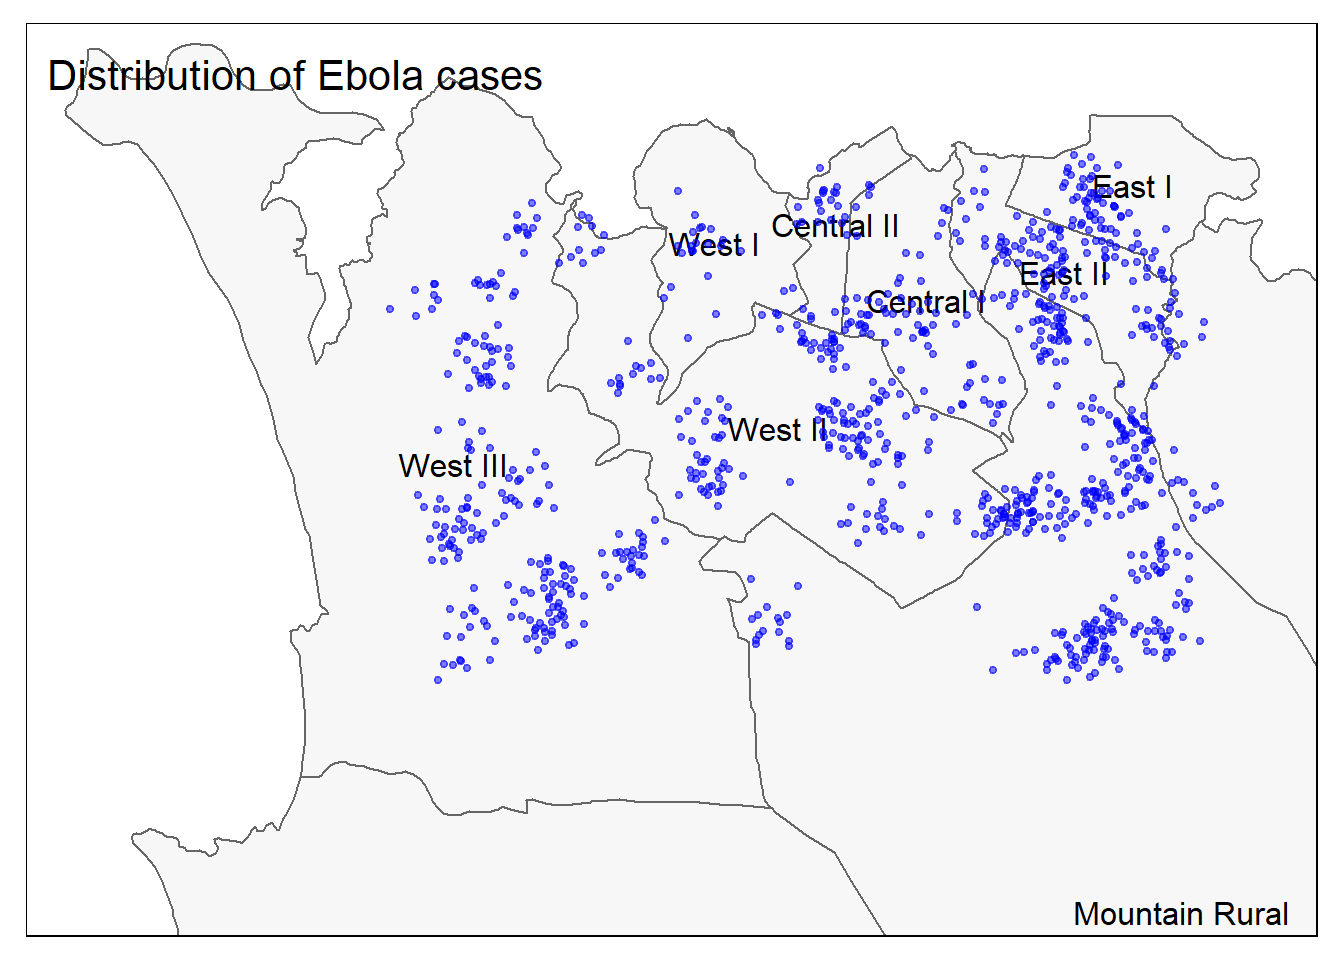 Distribution of Ebola cases
East I
Central II
West I
East II
Central I
West II
West III
Mountain Rural